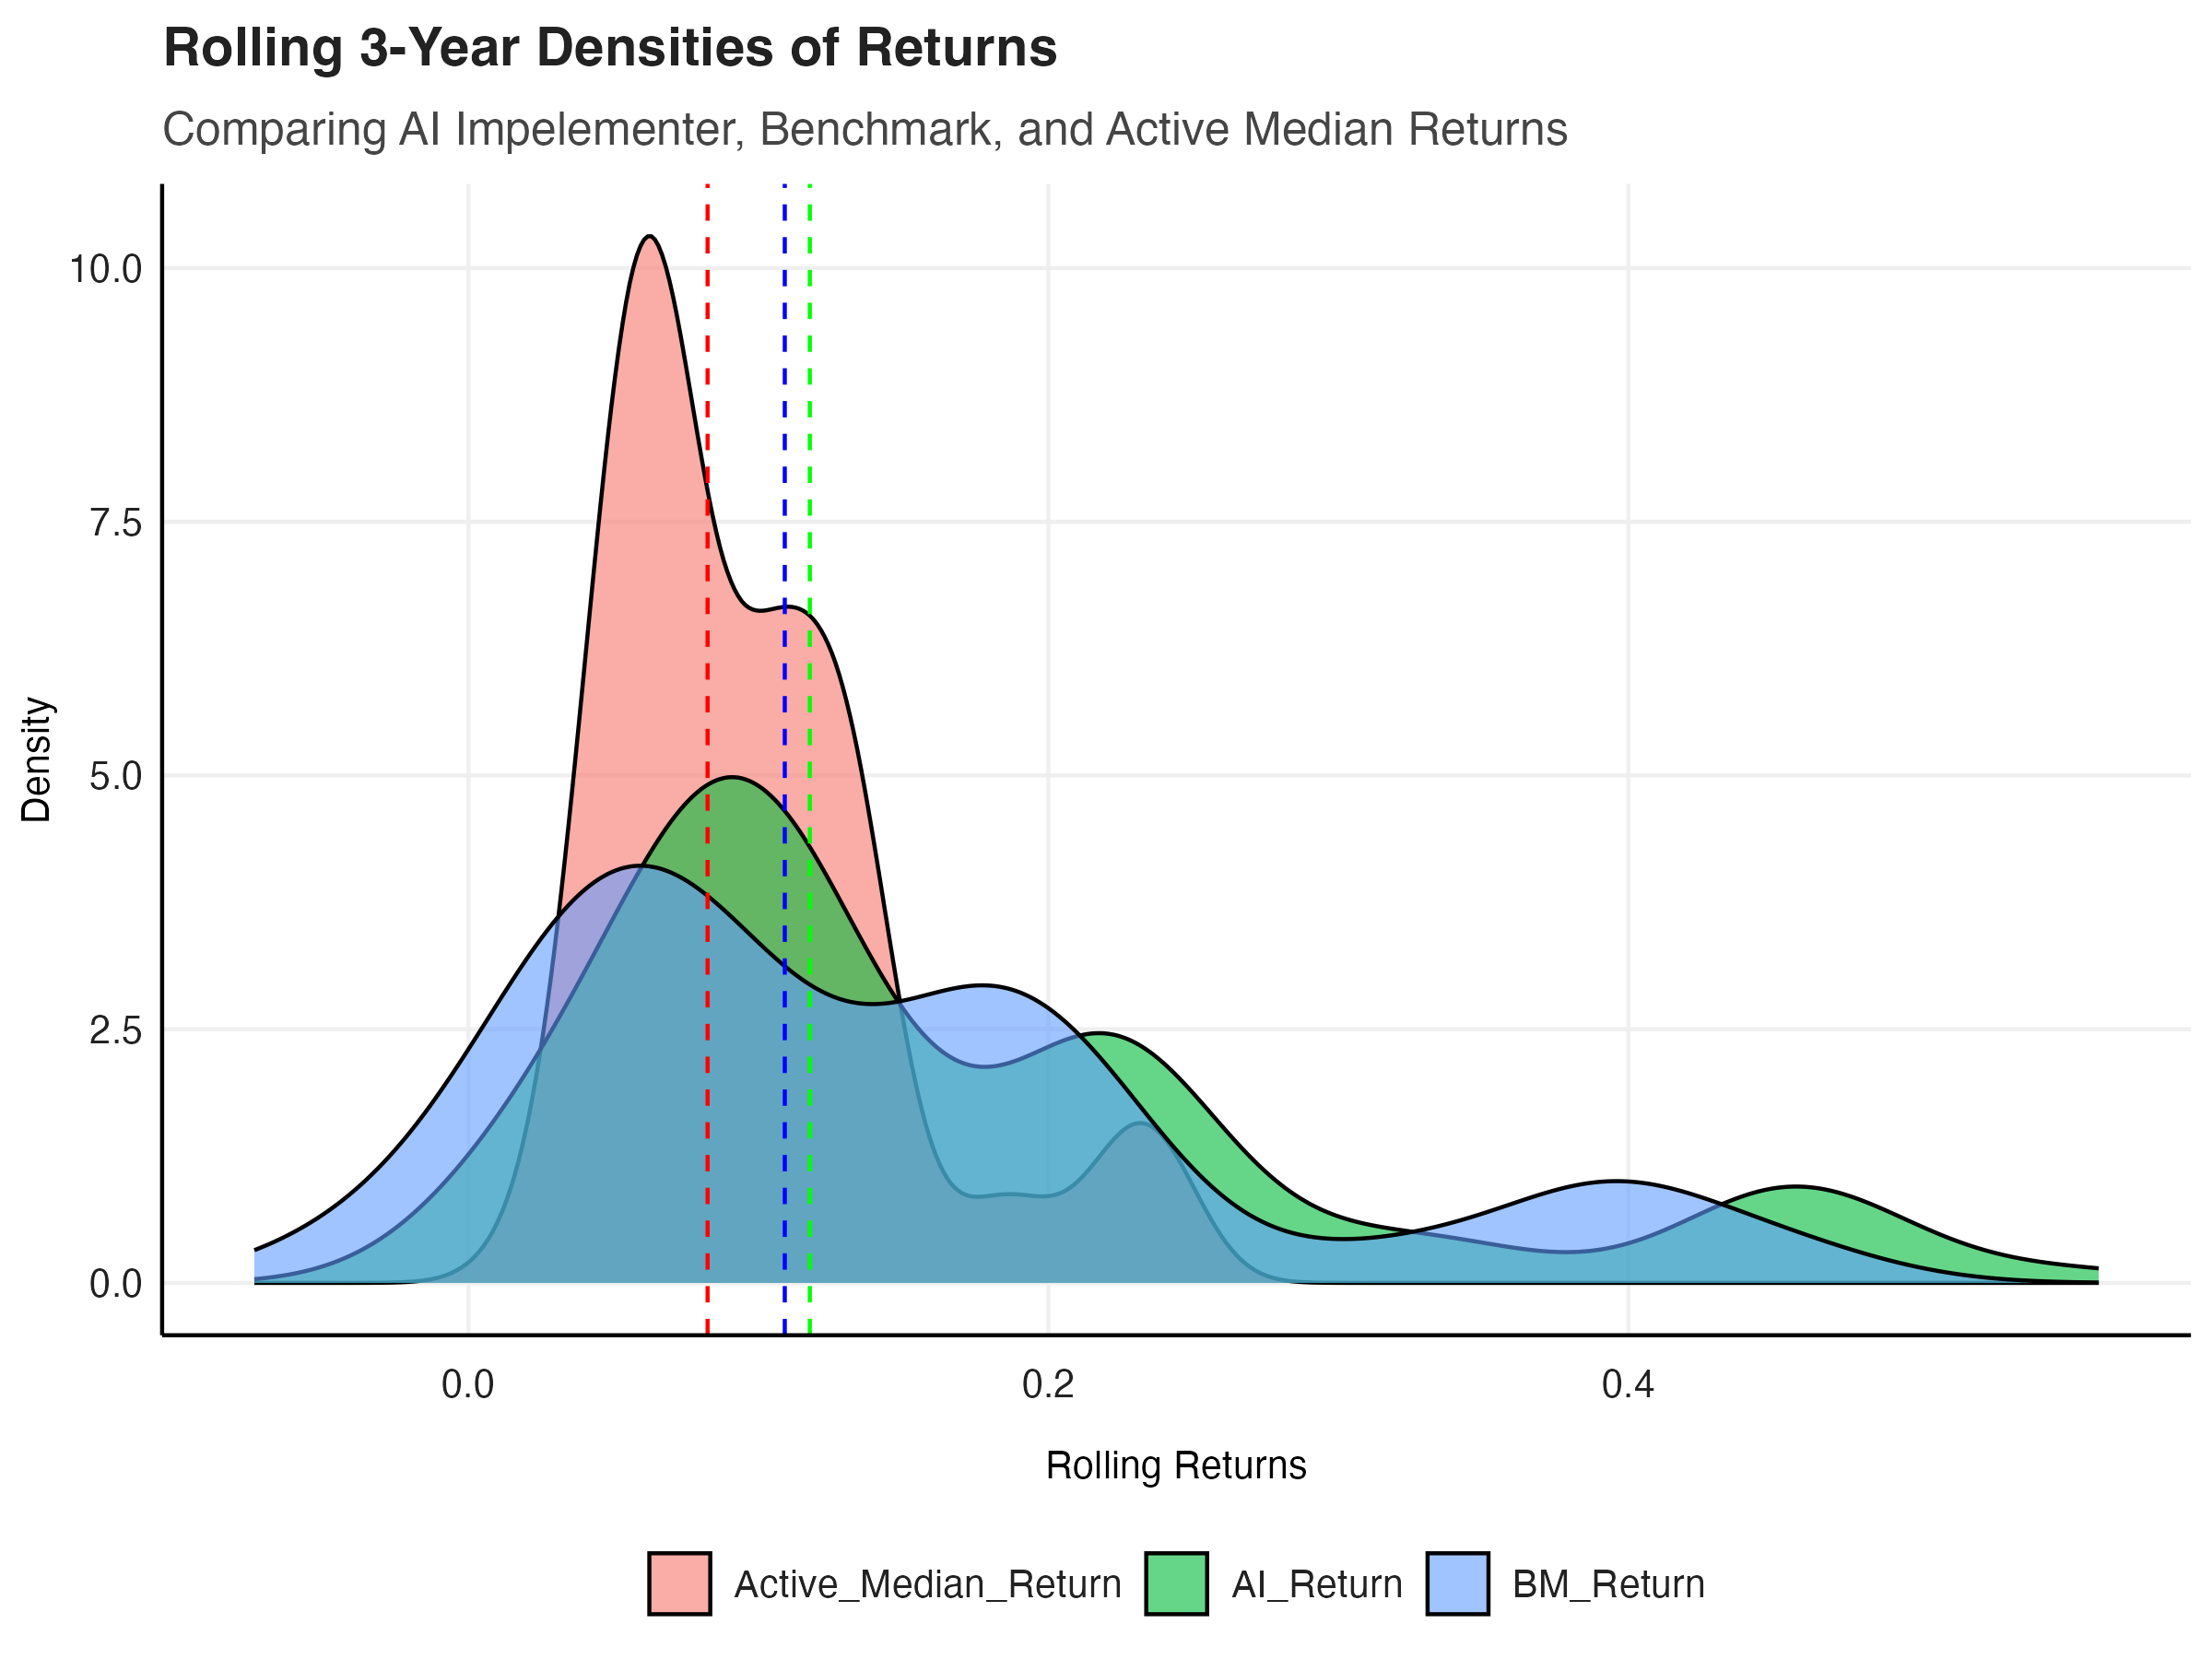 Rolling 3-Year Densities of Returns
Comparing AI Impelementer, Benchmark, and Active Median Returns
Density
10.0
7.5
5.0
2.5
0.0
0.0 0.2 0.4
Rolling Returns
Active_Median_Return AI_Return BM_Return